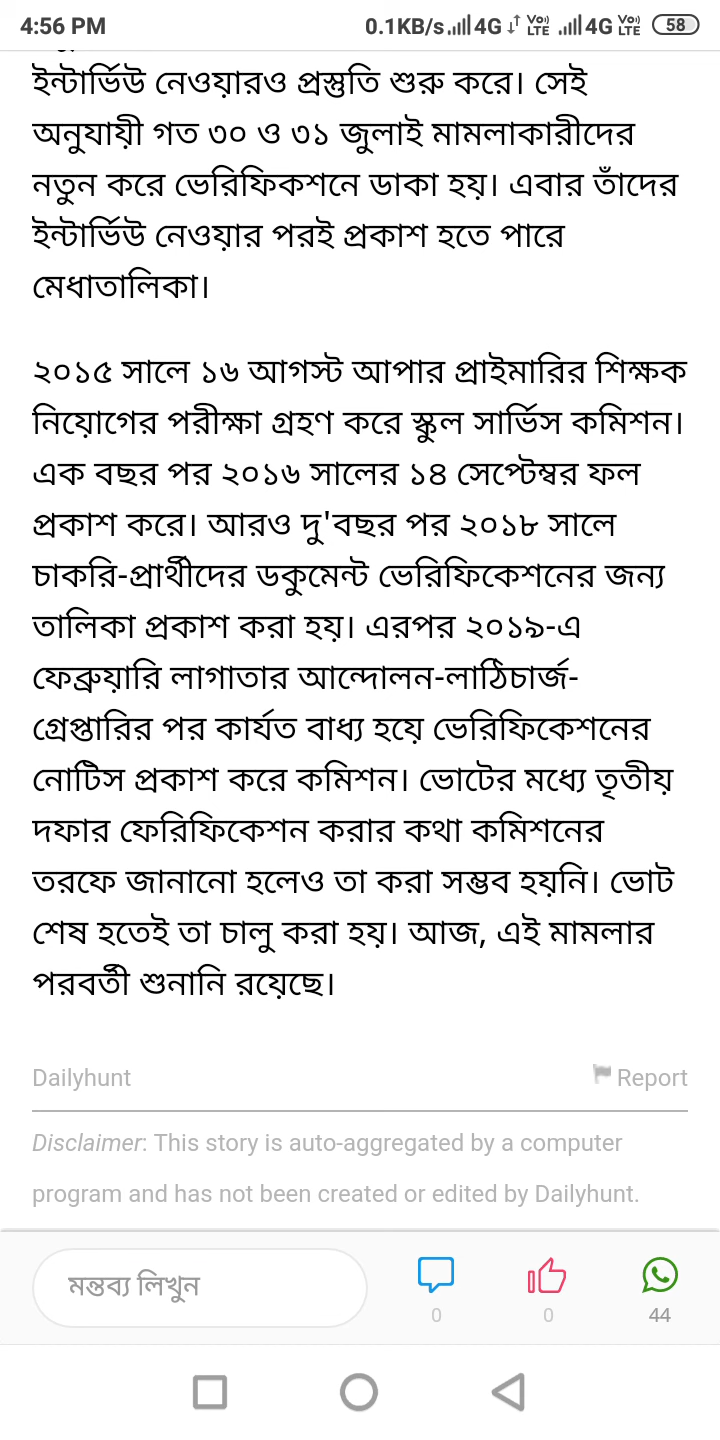 4:56 PM 0.1KB/s 4G VoLTE 4G VoLTE 58
ইন্টার্ভিউ নেওয়ারও প্রস্তুতি শুরু করে। সেই
অনুযায়ী গত ৩০ ও ৩১ জুলাই মামলাকারীদের
নতুন করে ভেরিফিকশনে ডাকা হয়। এবার তাঁদের
ইন্টার্ভিউ নেওয়ার পরই প্রকাশ হতে পারে
মেধাতালিকা।
২০১৫ সালে ১৬ আগস্ট আপার প্রাইমারির শিক্ষক
নিয়োগের পরীক্ষা গ্রহণ করে স্কুল সার্ভিস কমিশন।
এক বছর পর ২০১৬ সালের ১৪ সেপ্টেম্বর ফল
প্রকাশ করে। আরও দু'বছর পর ২০১৮ সালে
চাকরি-প্রার্থীদের ডকুমেন্ট ভেরিফিকেশনের জন্য
তালিকা প্রকাশ করা হয়। এরপর ২০১৯-এ
ফেব্রুয়ারি লাগাতার আন্দোলন-লাঠিচার্জ-
গ্রেপ্তারির পর কার্যত বাধ্য হয়ে ভেরিফিকেশনের
নোটিস প্রকাশ করে কমিশন। ভোটের মধ্যে তৃতীয়
দফার ফেরিফিকেশন করার কথা কমিশনের
তরফে জানানো হলেও তা করা সম্ভব হয়নি। ভোট
শেষ হতেই তা চালু করা হয়। আজ, এই মামলার
পরবর্তী শুনানি রয়েছে।
Dailyhunt Report
Disclaimer: This story is auto-aggregated by a computer
program and has not been created or edited by Dailyhunt.
মন্তব্য লিখুন
0 0 44